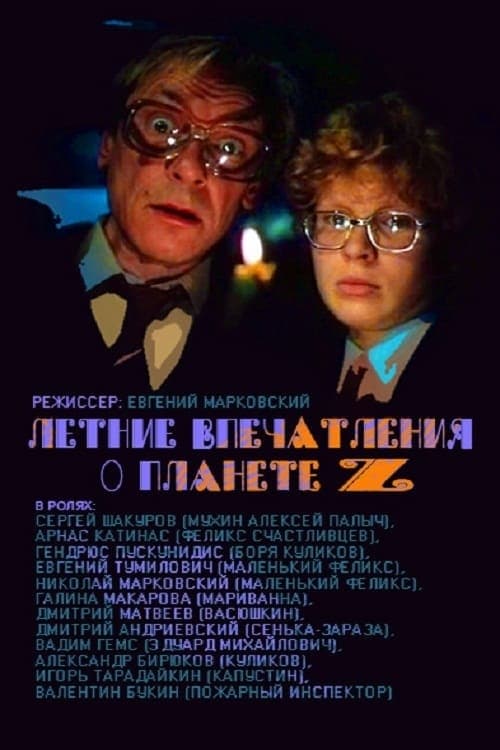 РЕЖИССЕР: ЕВГЕНИЙ МАРКОВСКИЙ
ЛЕТНИЕ ВПЕЧАТЛЕНИЯ
О ПЛАНЕТЕ Z
В РОЛЯХ:
СЕРГЕЙ ШАКУРОВ (МУХИН АЛЕКСЕЙ ПАЛЫЧ),
АРНАС КАТИНАС (ФЕЛИКС СЧАСТЛИВЦЕВ),
ГЕНДРЮС ПУСКУНИДИС (БОРЯ КУЛИКОВ),
ЕВГЕНИЙ ТУМИЛОВИЧ (МАЛЕНЬКИЙ ФЕЛИКС),
НИКОЛАЙ МАРКОВСКИЙ (МАЛЕНЬКИЙ ФЕЛИКС),
ГАЛИНА МАКАРОВА (МАРИВАННА),
ДМИТРИЙ МАТВЕЕВ (ВАСЮШКИН),
ДМИТРИЙ АНДРИЕВСКИЙ (СЕНЬКА-ЗАРАЗА),
ВАДИМ ГЕМС (ЭДУАРД МИХАЙЛОВИЧ),
АЛЕКСАНДР БИРЮКОВ (КУЛИКОВ),
ИГОРЬ ТАРАДАЙКИН (КАПУСТИН),
ВАЛЕНТИН БУКИН (ПОЖАРНЫЙ ИНСПЕКТОР)